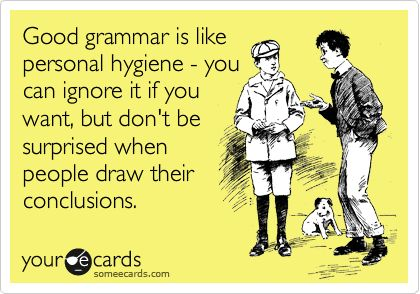 Good grammar is like
personal hygiene - you
can ignore it if you
want, but don't be
surprised when
people draw their
conclusions.
your e cards
someecards.com